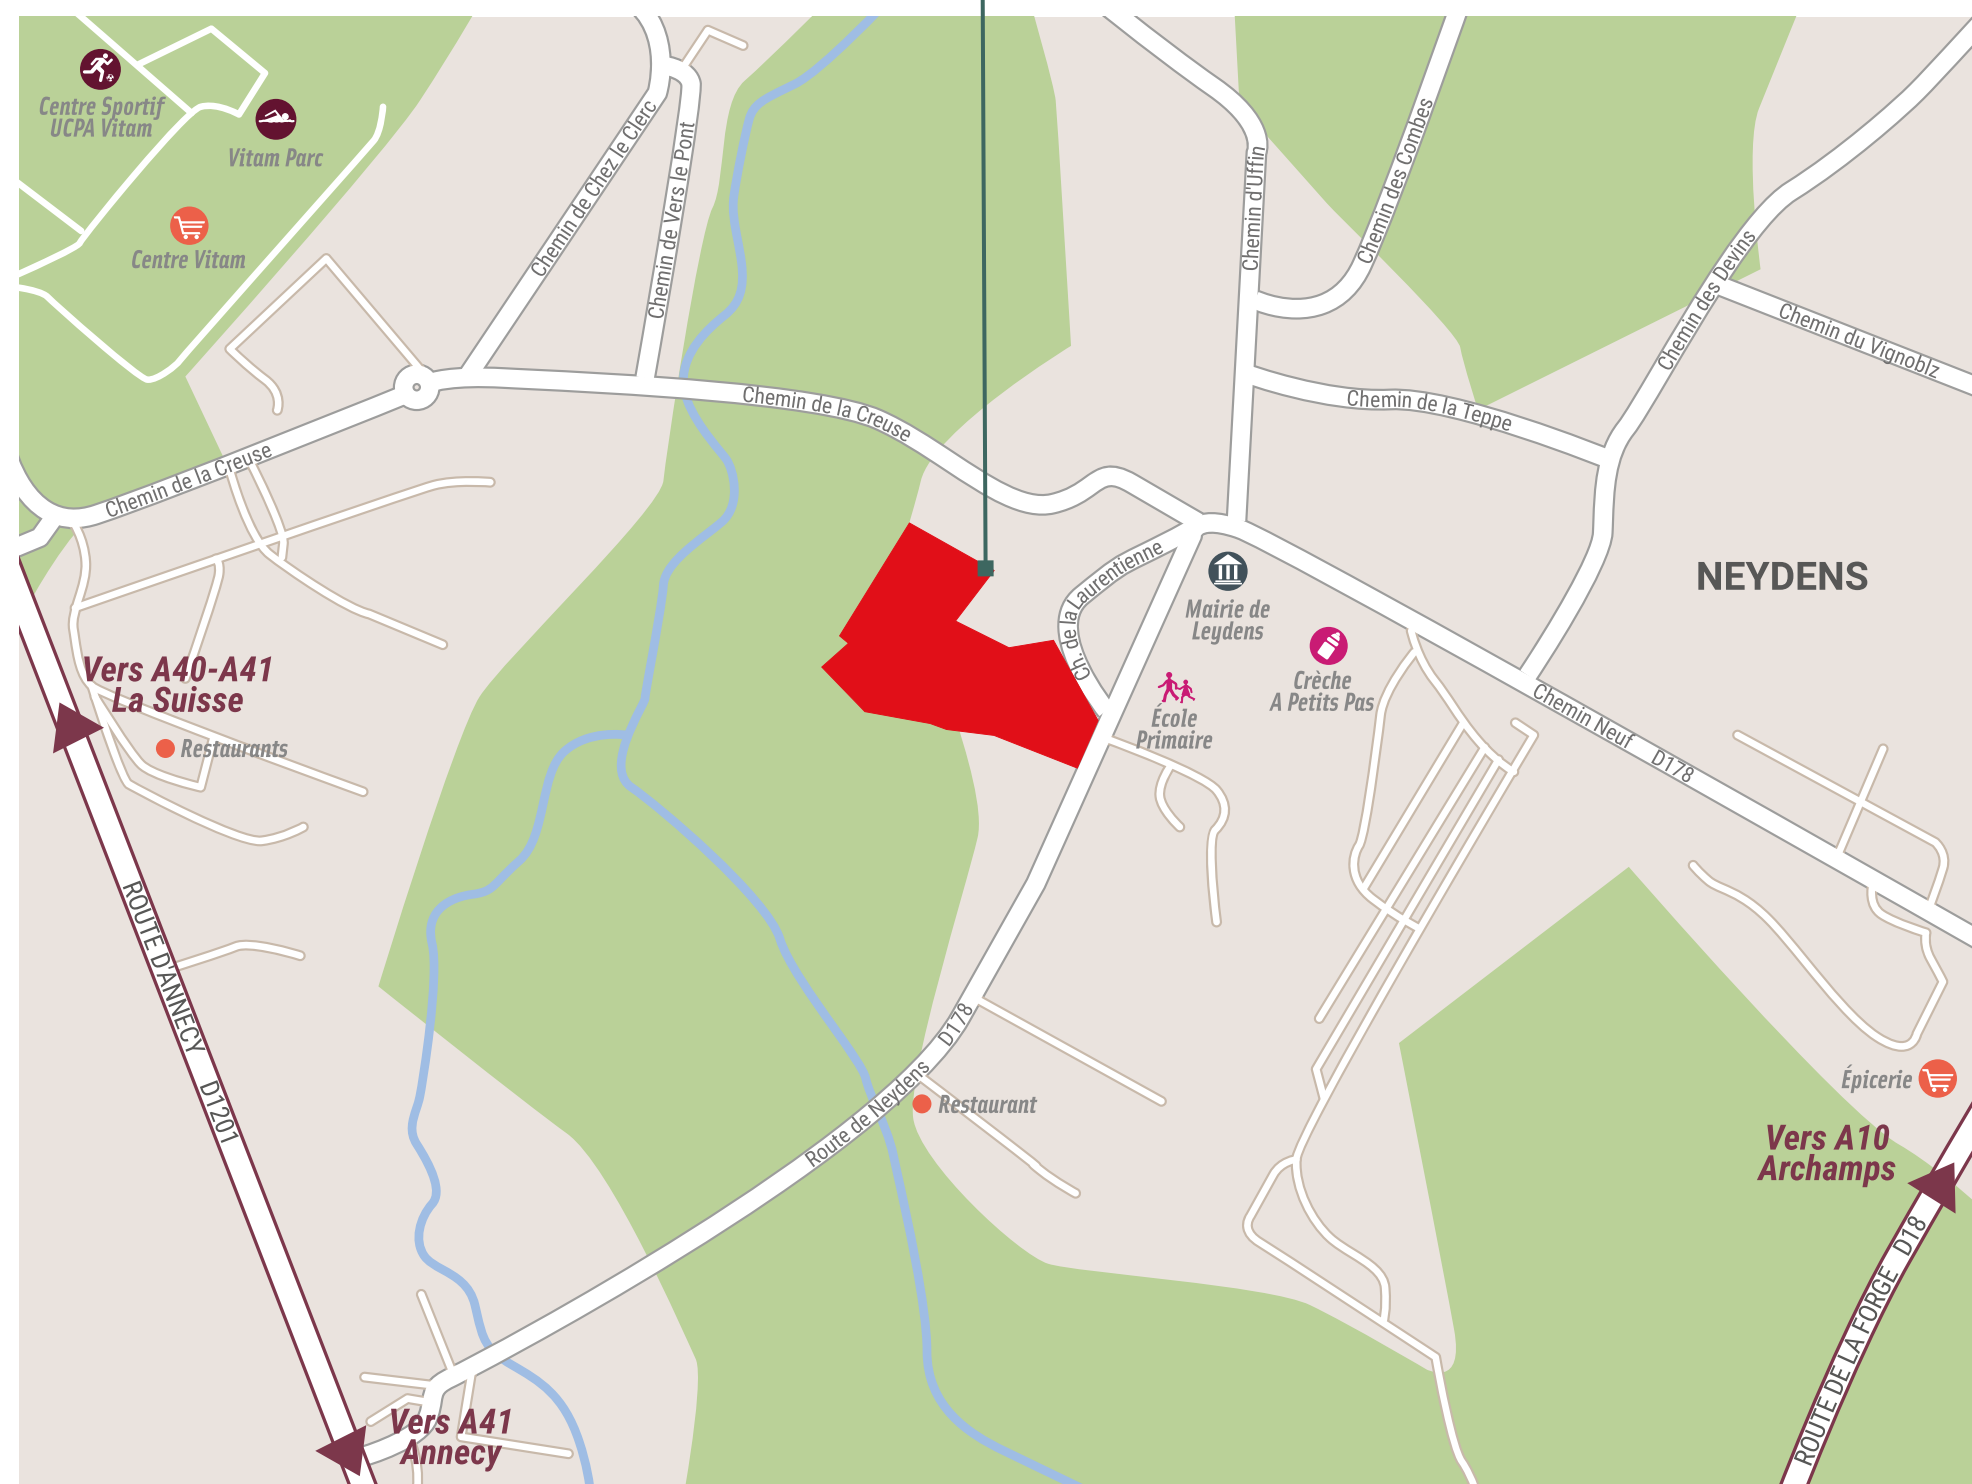 Centre Sportif
UCPA Vitam
Vitam Parc
Centre Vitam
Chemin de Chez le Clerc
Chemin de Vers le Pont
Chemin d'Uffin
Chemin des Combes
Chemin des Devins
Chemin du Vignoblz
Chemin de la Creuse
Chemin de la Teppe
Chemin de la Creuse
Ch. de la Laurentienne
NEYDENS
Mairie de
Leydens
Crèche
A Petits Pas
École
Primaire
Vers A40-A41
La Suisse
Restaurants
Chemin Neuf D178
ROUTE D'ANNECY D1201
D178
Route de Neydens
Restaurant
Épicerie
Vers A10
Archamps
ROUTE DE LA FORGE D18
Vers A41
Annecy